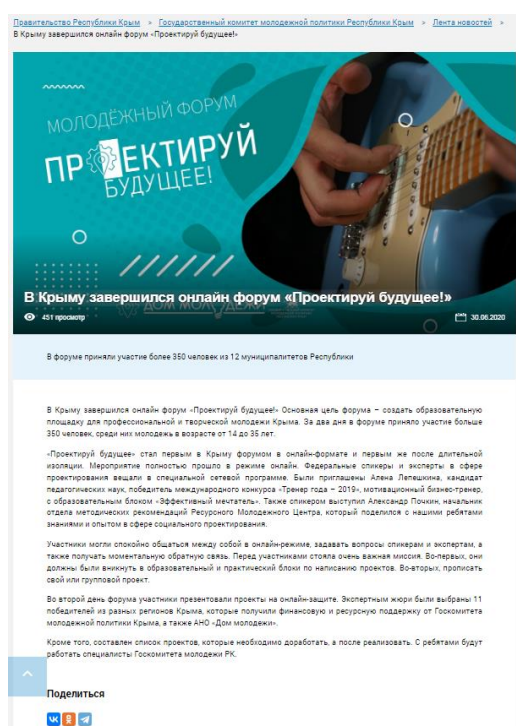 Правительство Республики Крым » Государственный комитет молодежной политики Республики Крым » Лента новостей »
В Крыму завершился онлайн форум «Проектируй будущее!»
МОЛОДЁЖНЫЙ ФОРУМ
ПРОЕКТИРУЙ
БУДУЩЕЕ!
В Крыму завершился онлайн форум «Проектируй будущее!»
ДОМ МОЛОДЁЖИ
451 просмотр
30.06.2020
В форуме приняли участие более 350 человек из 12 муниципалитетов Республики
В Крыму завершился онлайн форум «Проектируй будущее!» Основная цель форума – создать образовательную
площадку для профессиональной и творческой молодежи Крыма. За два дня в форуме приняло участие больше
350 человек, среди них молодежь в возрасте от 14 до 35 лет.
«Проектируй будущее» стал первым в Крыму форумом в онлайн-формате и первым же после длительной
изоляции. Мероприятие полностью прошло в режиме онлайн. Федеральные спикеры и эксперты в сфере
проектирования вещали в специальной сетевой программе. Были приглашены Алена Лепешкина, кандидат
педагогических наук, победитель международного конкурса «Тренер года – 2019», мотивационный бизнес-тренер,
с образовательным блоком «Эффективный мечтатель». Также спикером выступил Александр Почкин, начальник
отдела методических рекомендаций Ресурсного Молодежного Центра, который поделился с нашими ребятами
знаниями и опытом в сфере социального проектирования.
Участники могли спокойно общаться между собой в онлайн-режиме, задавать вопросы спикерам и экспертам, а
также получать моментальную обратную связь. Перед участниками стояла очень важная миссия. Во-первых, они
должны были вникнуть в образовательный и практический блоки по написанию проектов. Во-вторых, прописать
свой или групповой проект.
Во второй день форума участники презентовали проекты на онлайн-защите. Экспертным жюри были выбраны 11
победителей из разных регионов Крыма, которые получили финансовую и ресурсную поддержку от Госкомитета
молодежной политики Крыма, а также АНО «Дом молодежи».
Кроме того, составлен список проектов, которые необходимо доработать, а после реализовать. С ребятами будут
работать специалисты Госкомитета молодежи РК.
Поделиться